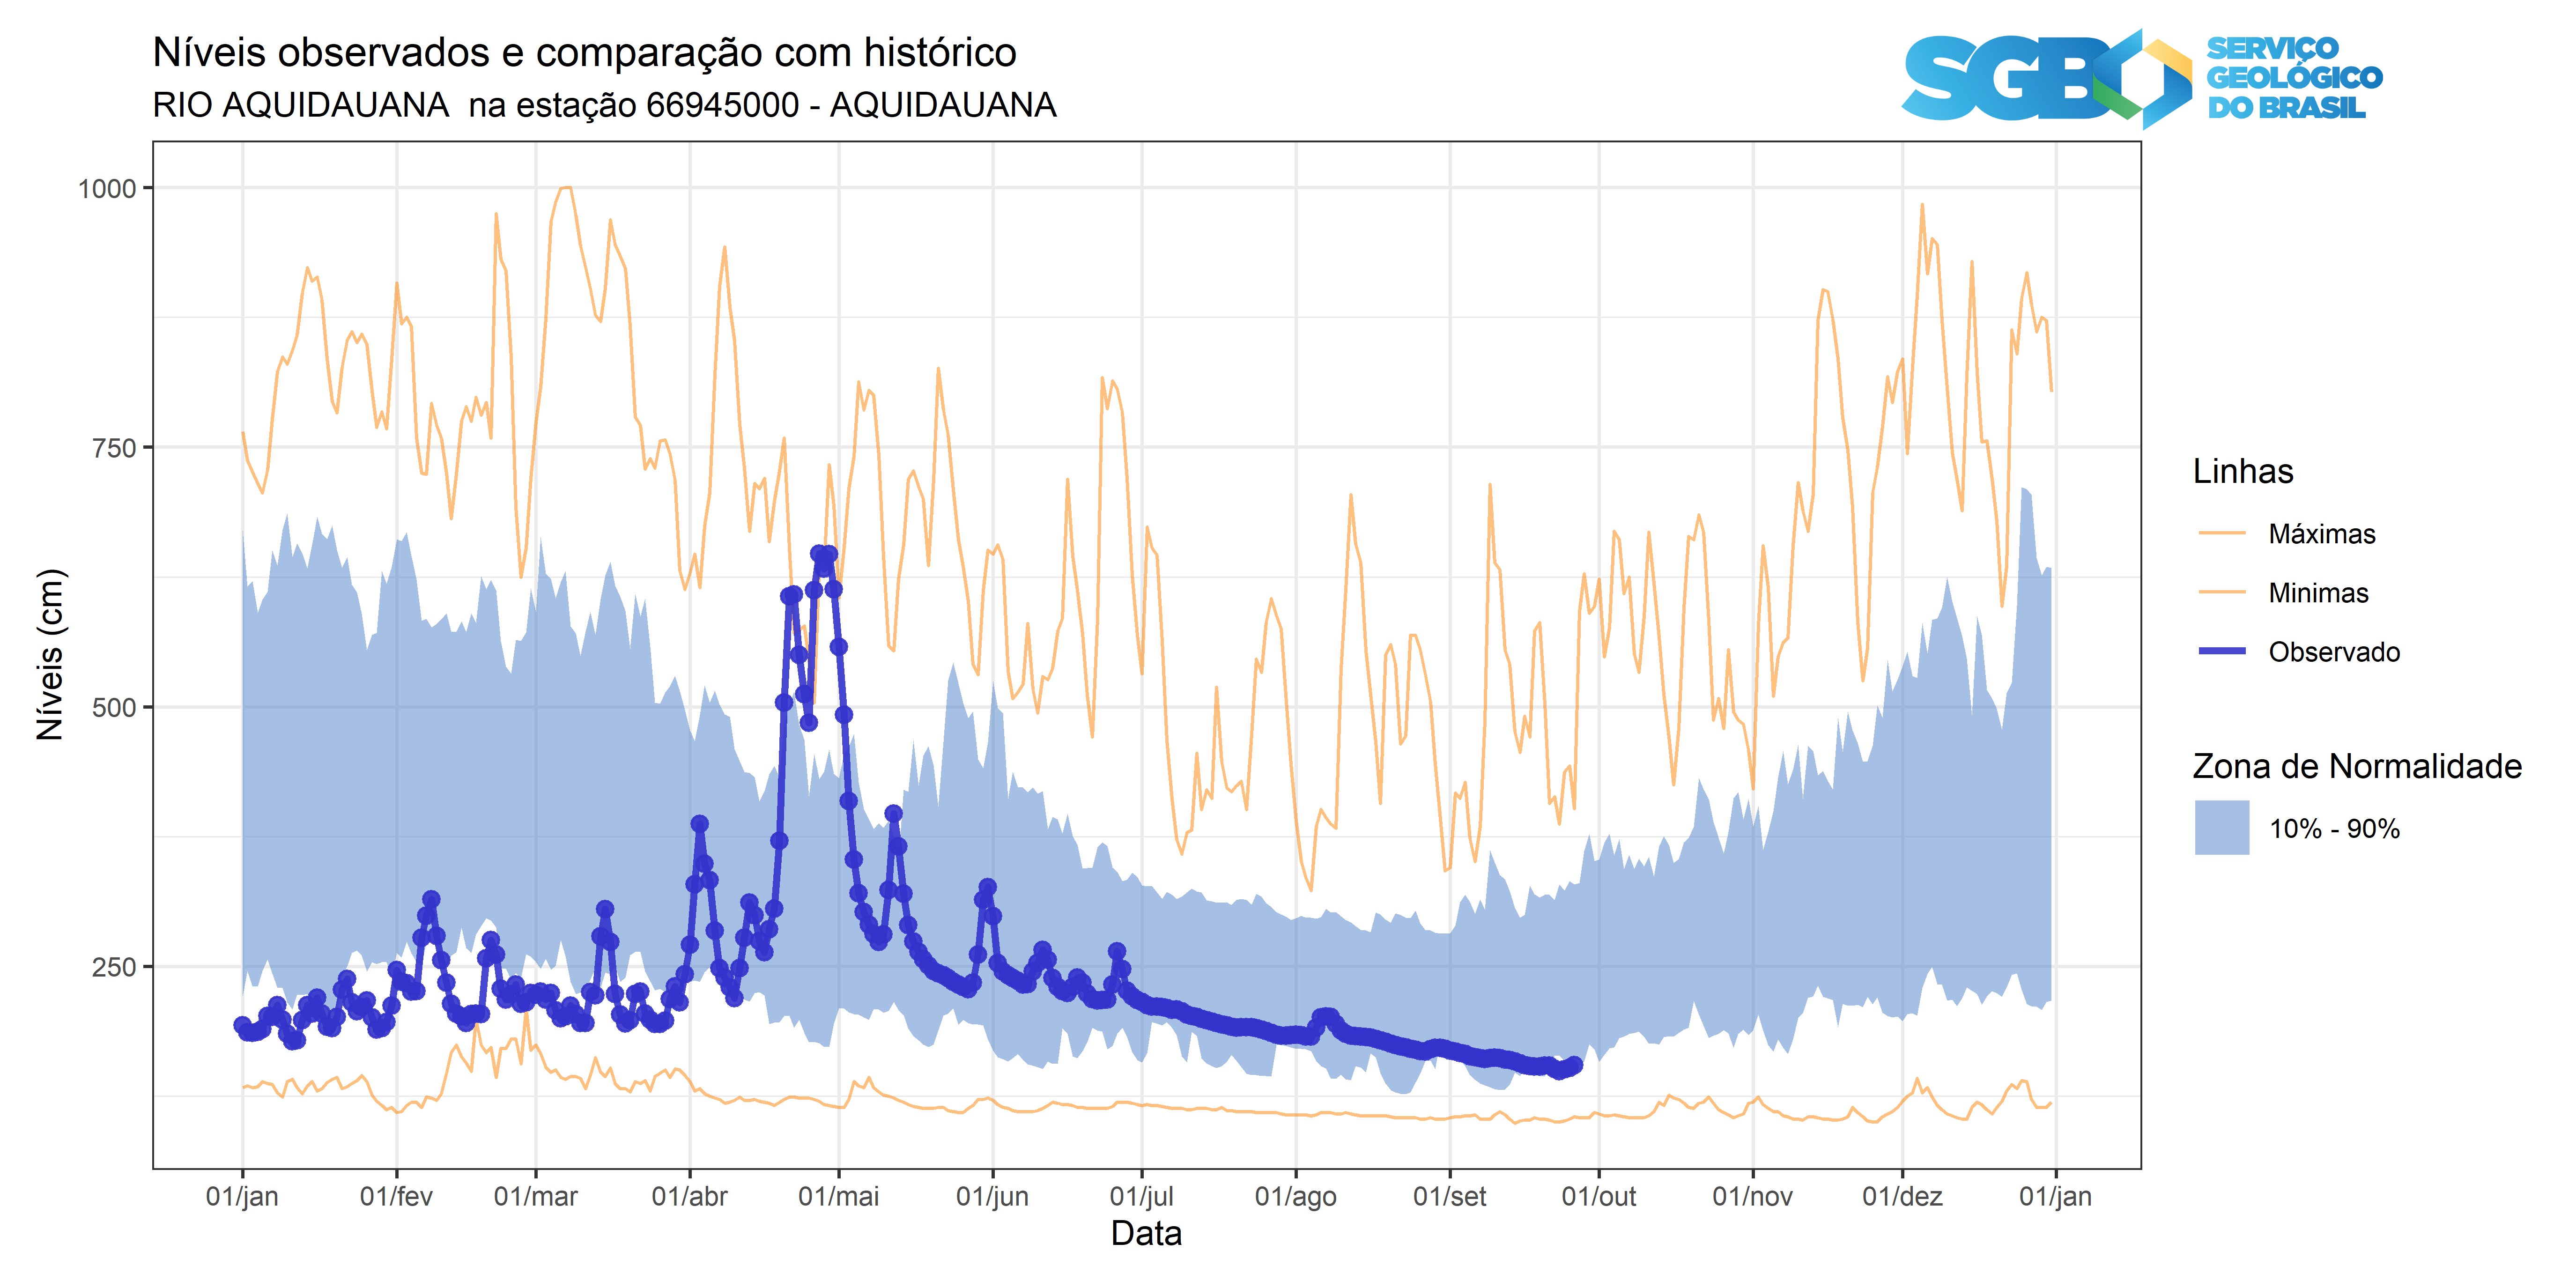 Níveis observados e comparação com histórico
RIO AQUIDAUANA  na estação 66945000 - AQUIDAUANA
SGB
SERVIÇO
GEOLÓGICO
DO BRASIL
Níveis (cm)
1000
750
500
250
01/jan
01/fev
01/mar
01/abr
01/mai
01/jun
01/jul
01/ago
01/set
01/out
01/nov
01/dez
01/jan
Data
Linhas
Máximas
Minimas
Observado
Zona de Normalidade
10% - 90%